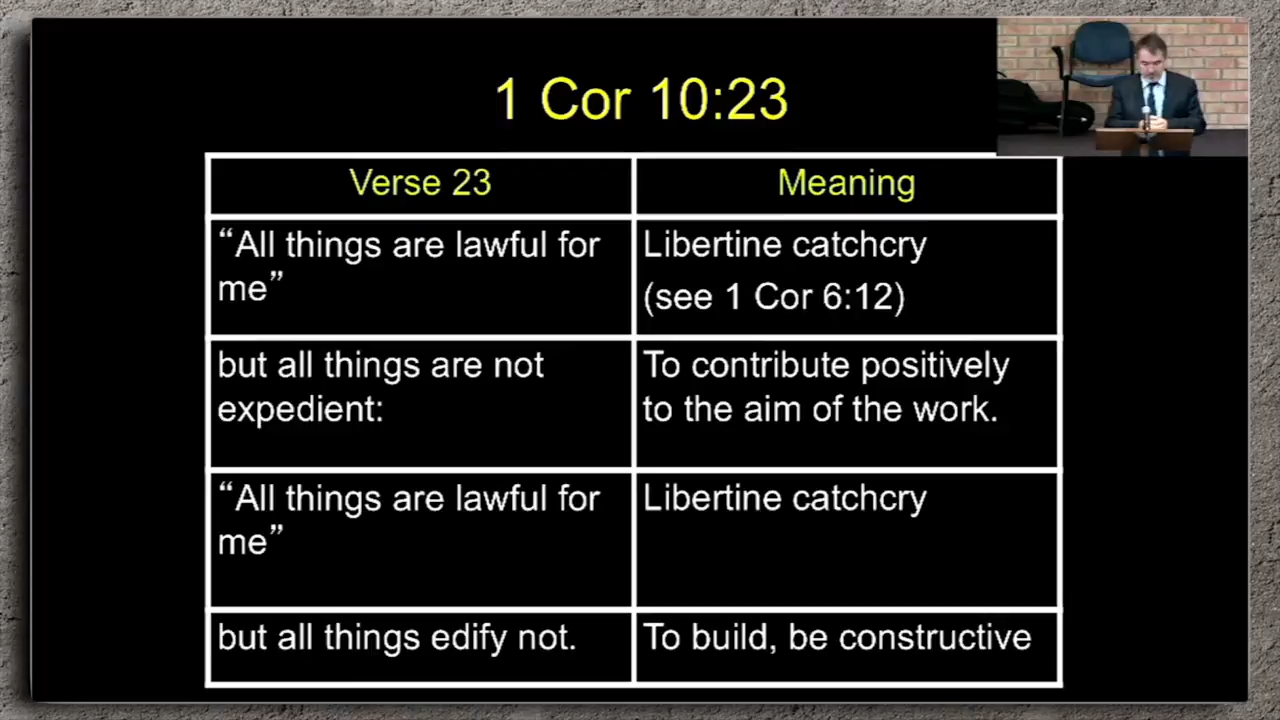 1 Cor 10:23
Verse 23
Meaning
“All things are lawful for
me”
Libertine catchcry
(see 1 Cor 6:12)
but all things are not
expedient:
To contribute positively
to the aim of the work.
“All things are lawful for
me”
Libertine catchcry
but all things edify not.
To build, be constructive